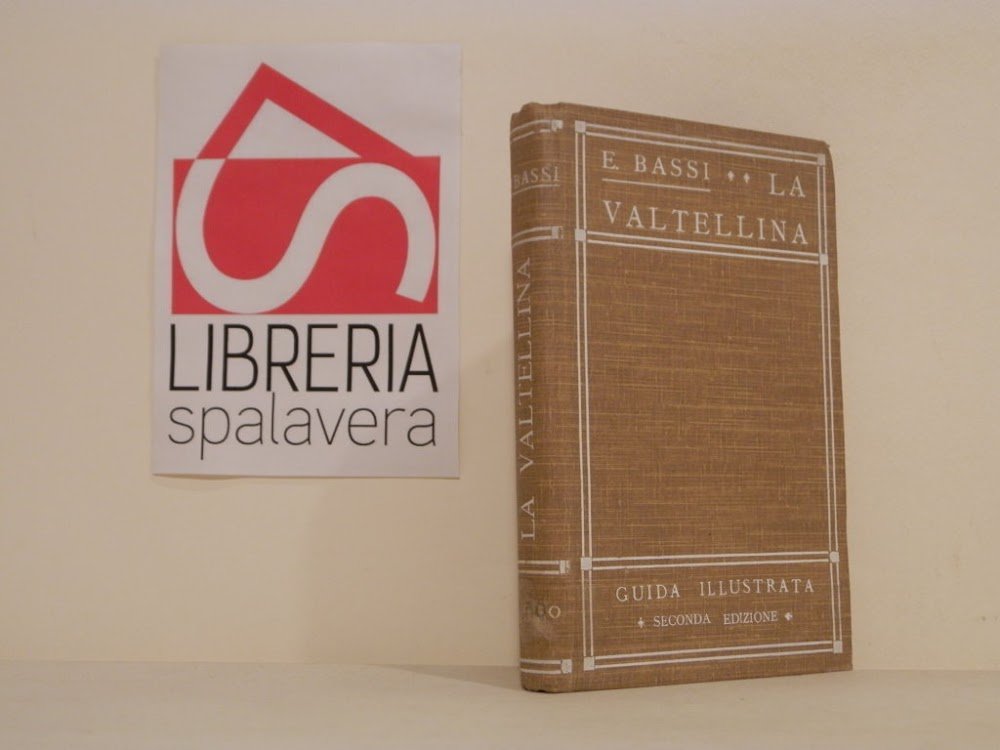 LIBRERIA
spalavera
BASSI
LA VALTELLINA
E. BASSI LA
VALTELLINA
GUIDA ILLUSTRATA
SECONDA EDIZIONE